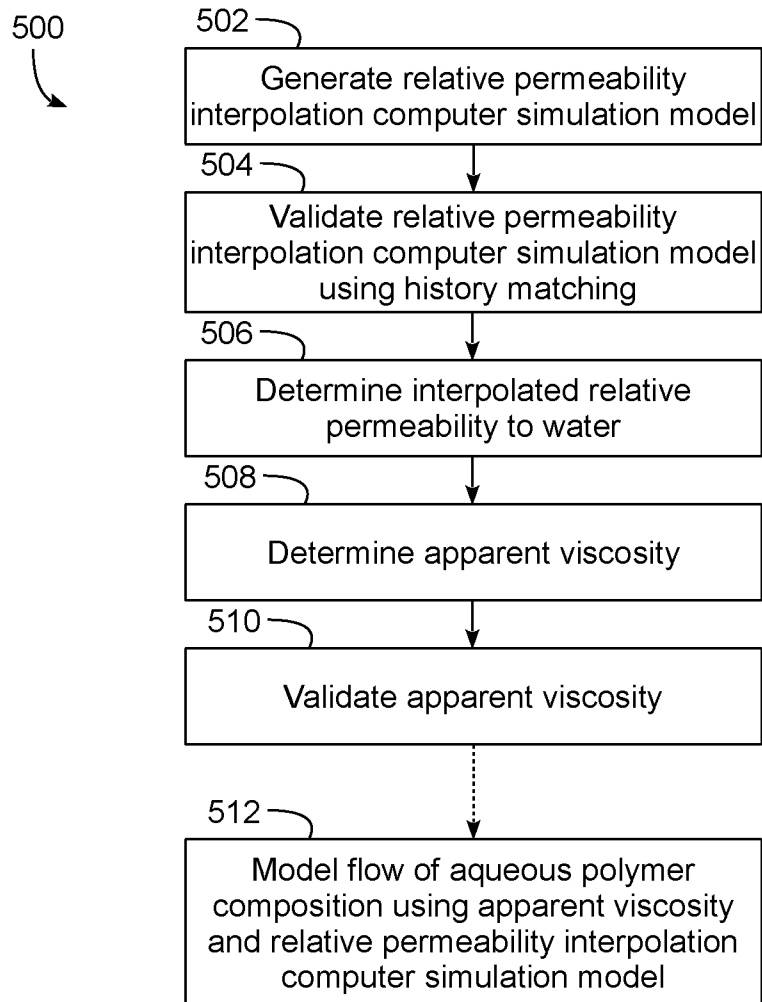 500
502
Generate relative permeability
interpolation computer simulation model
504
Validate relative permeability
interpolation computer simulation model
using history matching
506
Determine interpolated relative
permeability to water
508
Determine apparent viscosity
510
Validate apparent viscosity
512
Model flow of aqueous polymer
composition using apparent viscosity
and relative permeability interpolation
computer simulation model